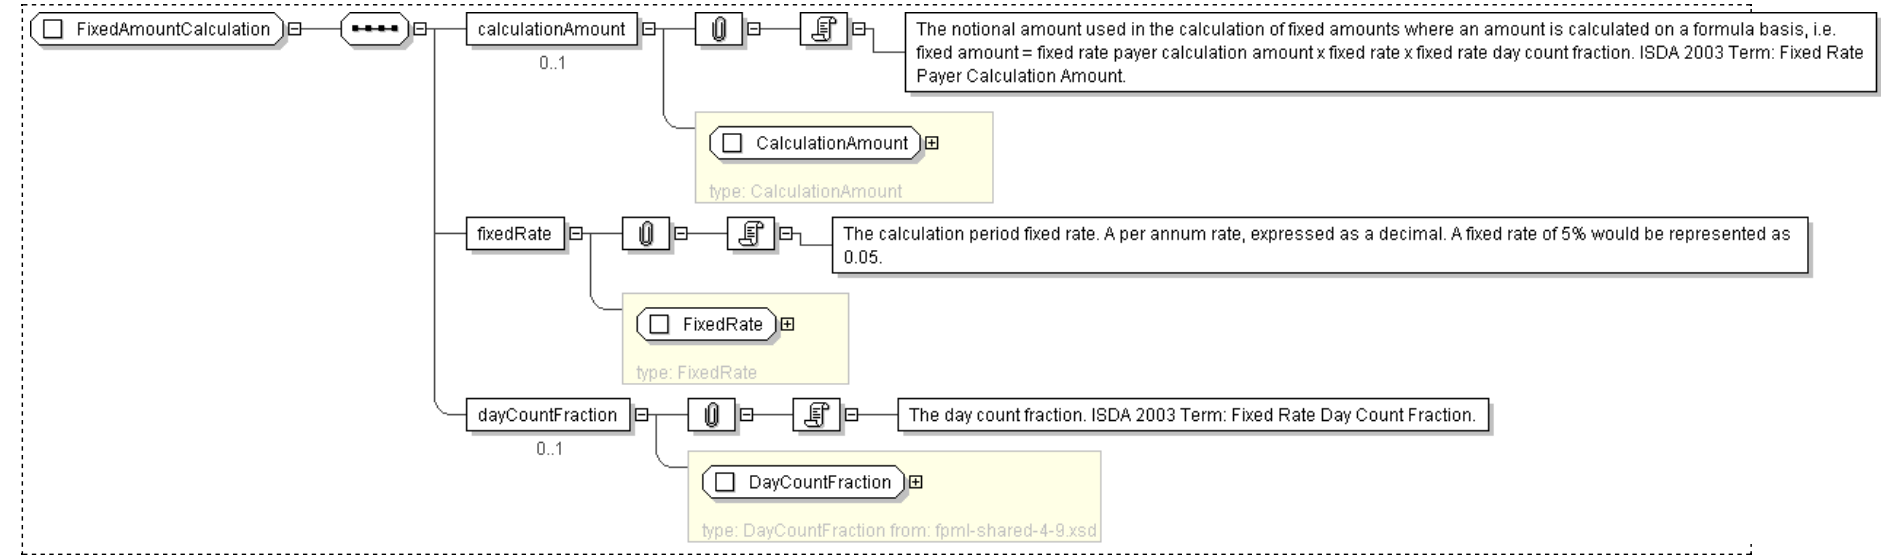 FixedAmountCalculation
calculationAmount
0..1
The notional amount used in the calculation of fixed amounts where an amount is calculated on a formula basis, i.e.
fixed amount = fixed rate payer calculation amount x fixed rate x fixed rate day count fraction. ISDA 2003 Term: Fixed Rate
Payer Calculation Amount.
CalculationAmount
type: CalculationAmount
fixedRate
The calculation period fixed rate. A per annum rate, expressed as a decimal. A fixed rate of 5% would be represented as
0.05.
FixedRate
type: FixedRate
dayCountFraction
0..1
The day count fraction. ISDA 2003 Term: Fixed Rate Day Count Fraction.
DayCountFraction
type: DayCountFraction from: fpml-shared-4-9.xsd